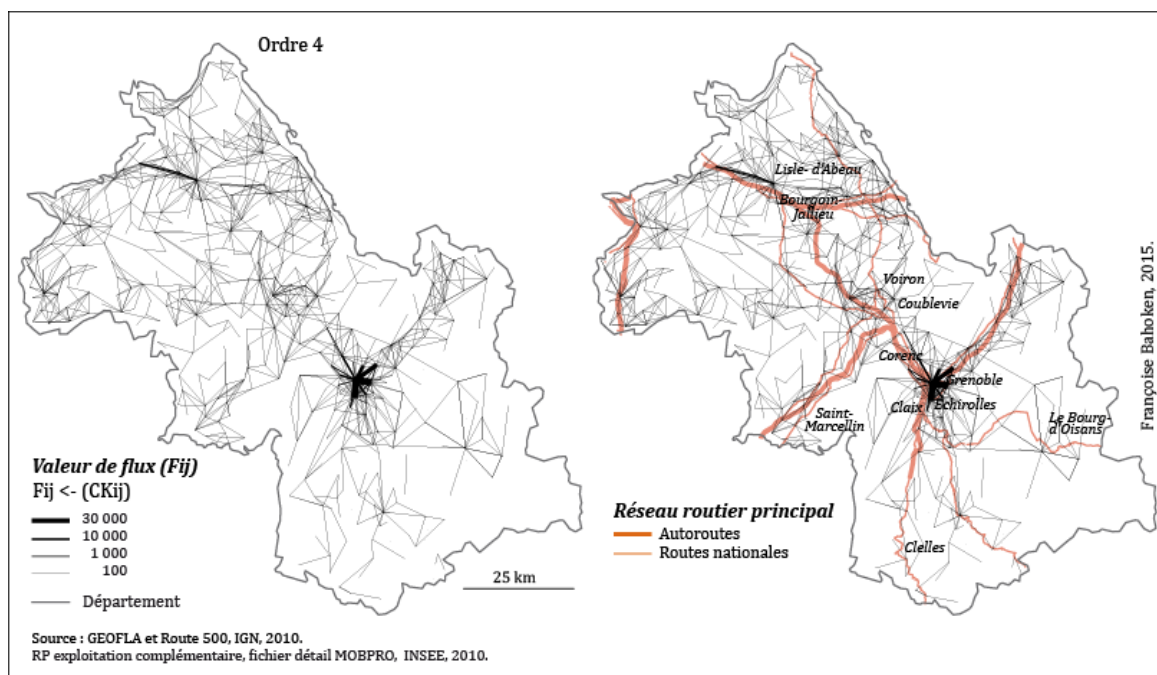 Ordre 4
Valeur de flux (Fij)
Fij <- (CKij)
30 000
10 000
1 000
100
Département
25 km
Source : GEOFLA et Route 500, IGN, 2010.
RP exploitation complémentaire, fichier détail MOBPRO, INSEE, 2010.
Lisle- d'Abeau
Bourgoin-
Jallieu
Voiron
Coublevie
Corenc
Grenoble
Claix
Echirolles
Saint-
Marcellin
Le Bourg-
d'Oisans
Clelles
Réseau routier principal
Autoroutes
Routes nationales
Françoise Bahoken, 2015.